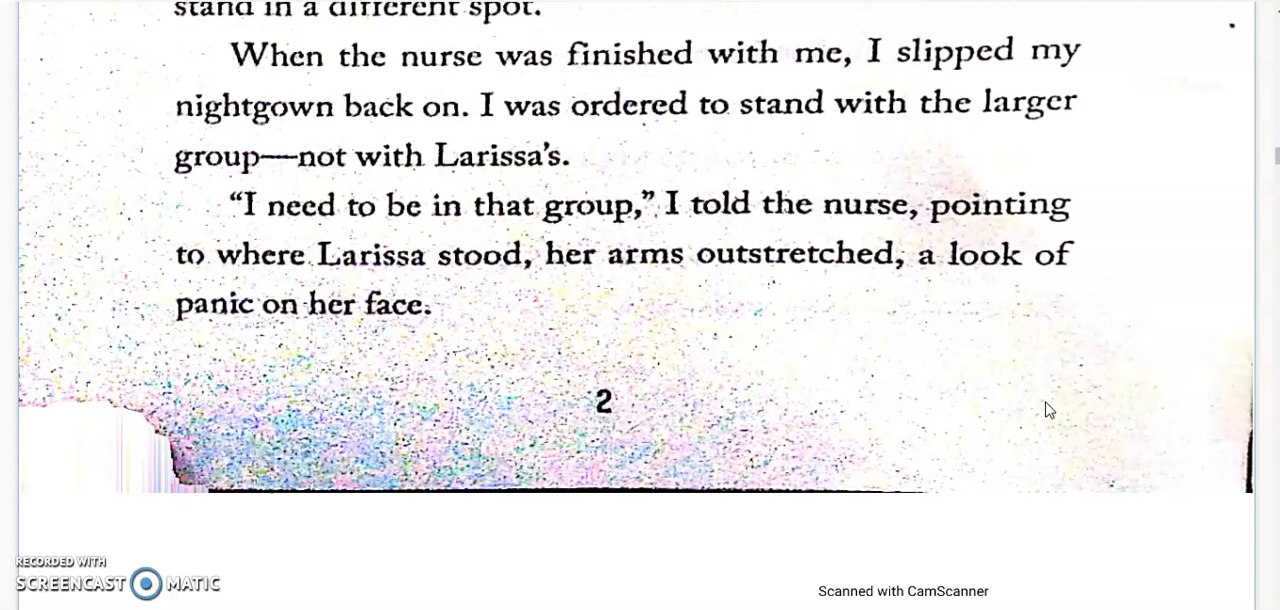 stand in a different spot.
When the nurse was finished with me, I slipped my
nightgown back on. I was ordered to stand with the larger
group—not with Larissa’s.
“I need to be in that group,” I told the nurse, pointing
to where Larissa stood, her arms outstretched, a look of
panic on her face.
2
RECORDED WITH
SCREENCAST MATIC
Scanned with CamScanner